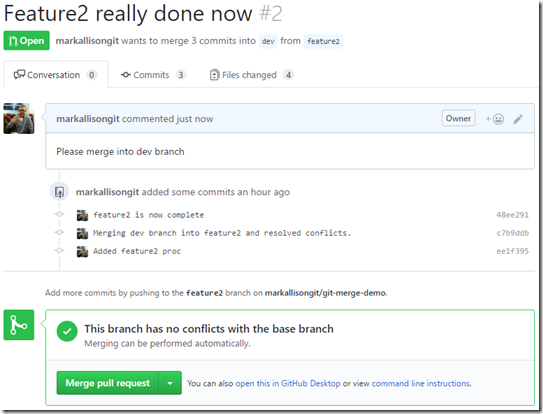 Feature2 really done now #2
Open markallisongit wants to merge 3 commits into dev from feature2
Conversation 0 Commits 3 Files changed 4
markallisongit commented just now Owner +
Please merge into dev branch
markallisongit added some commits an hour ago
feature2 is now complete 48ee291
Merging dev branch into feature2 and resolved conflicts. c7b9ddb
Added feature2 proc ee1f395
Add more commits by pushing to the feature2 branch on markallisongit/git-merge-demo.
This branch has no conflicts with the base branch
Merging can be performed automatically.
Merge pull request You can also open this in GitHub Desktop or view command line instructions.